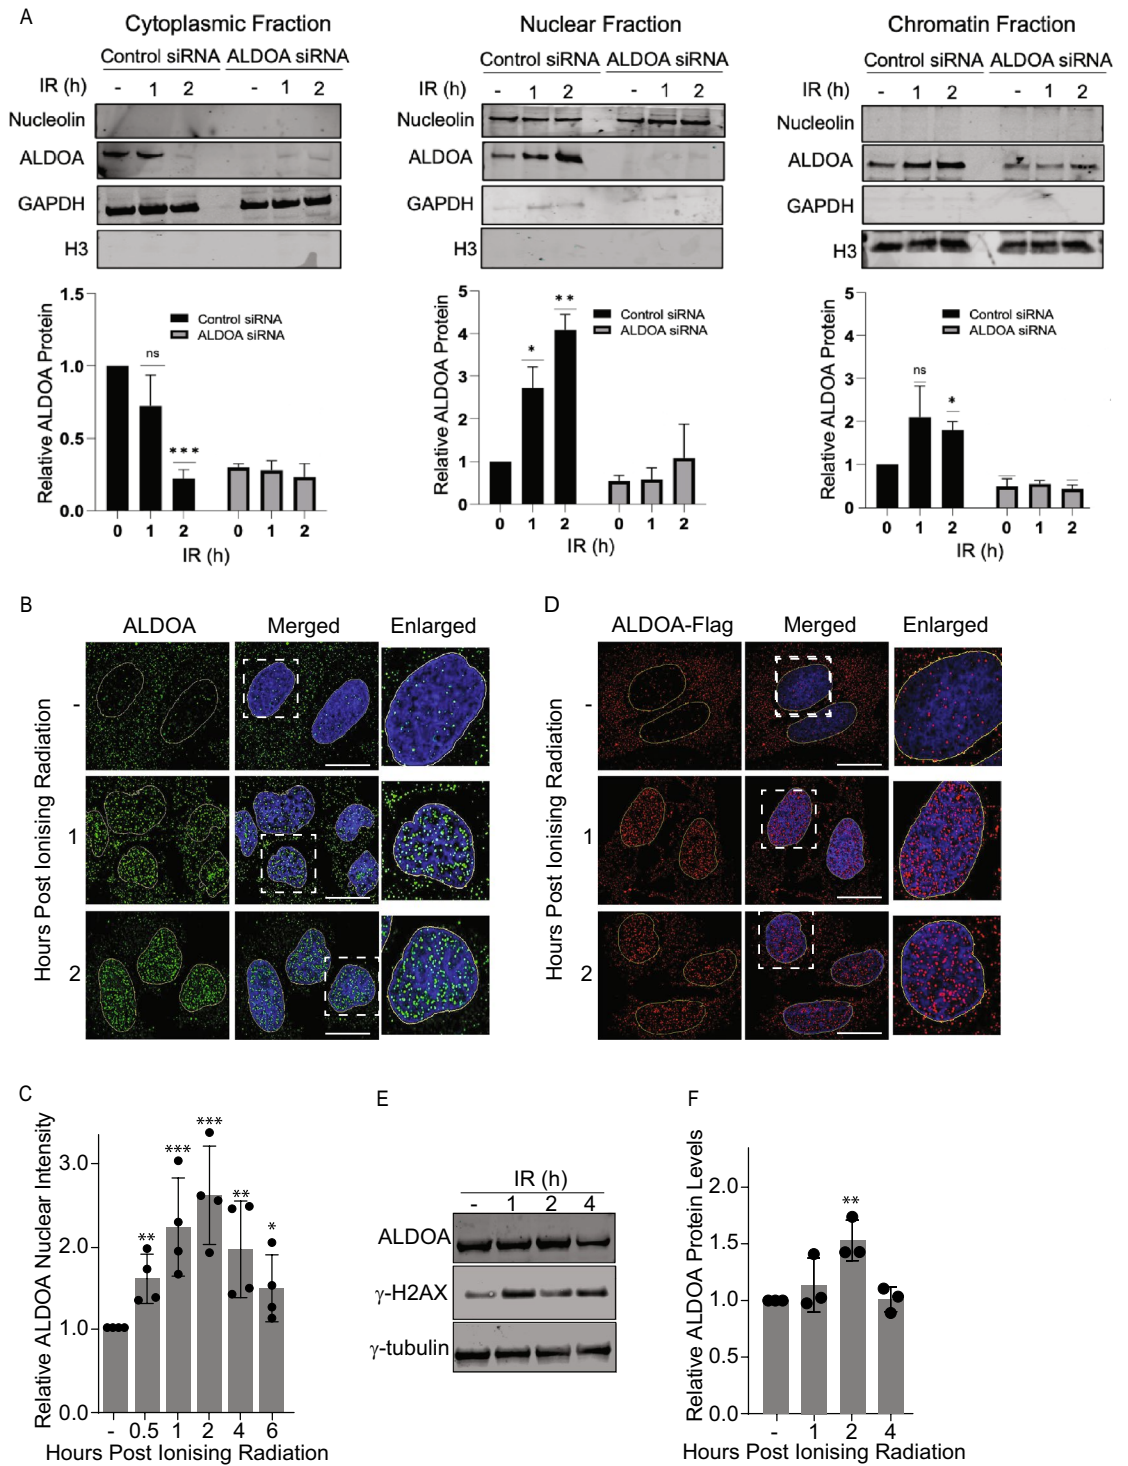 A
Cytoplasmic Fraction
Control siRNA ALDOA siRNA
IR (h) - 1 2 - 1 2
Nucleolin
ALDOA
GAPDH
H3
Nuclear Fraction
Control siRNA ALDOA siRNA
IR (h) - 1 2 - 1 2
Nucleolin
ALDOA
GAPDH
H3
Chromatin Fraction
Control siRNA ALDOA siRNA
IR (h) - 1 2 - 1 2
Nucleolin
ALDOA
GAPDH
H3
Relative ALDOA Protein
1.5
1.0
0.5
0.0
Control siRNA
ALDOA siRNA
ns
***
0 1 2 0 1 2
IR (h)
Relative ALDOA Protein
5
4
3
2
1
0
Control siRNA
ALDOA siRNA
*
**
0 1 2 0 1 2
IR (h)
Relative ALDOA Protein
5
4
3
2
1
0
Control siRNA
ALDOA siRNA
ns
*
0 1 2 0 1 2
IR (h)
B
ALDOA Merged Enlarged
Hours Post Ionising Radiation
-
1
2
D
ALDOA-Flag Merged Enlarged
Hours Post Ionising Radiation
-
1
2
C
Relative ALDOA Nuclear Intensity
3.0
2.0
1.0
0.0
**
***
***
**
*
- 0.5 1 2 4 6
Hours Post Ionising Radiation
E
IR (h)
- 1 2 4
ALDOA
γ-H2AX
γ-tubulin
F
Relative ALDOA Protein Levels
2.0
1.5
1.0
0.5
0.0
**
- 1 2 4
Hours Post Ionising Radiation